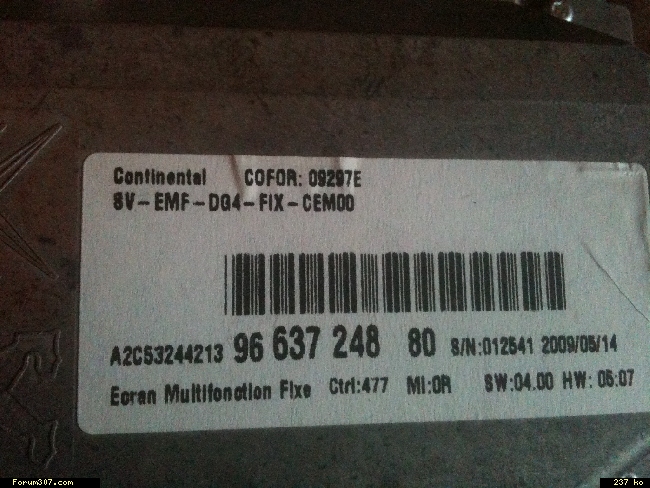 Continental COFOR: 09297E
SV-EMF-DG4-FIX-CEM00
A2C53244213 96 637 248 80 S/N:012541 2009/05/14
Ecran Multifonction Fixe Ctrl:477 MI:0R SW:04.00 HW: 05:07
Forum307.com 237 ko